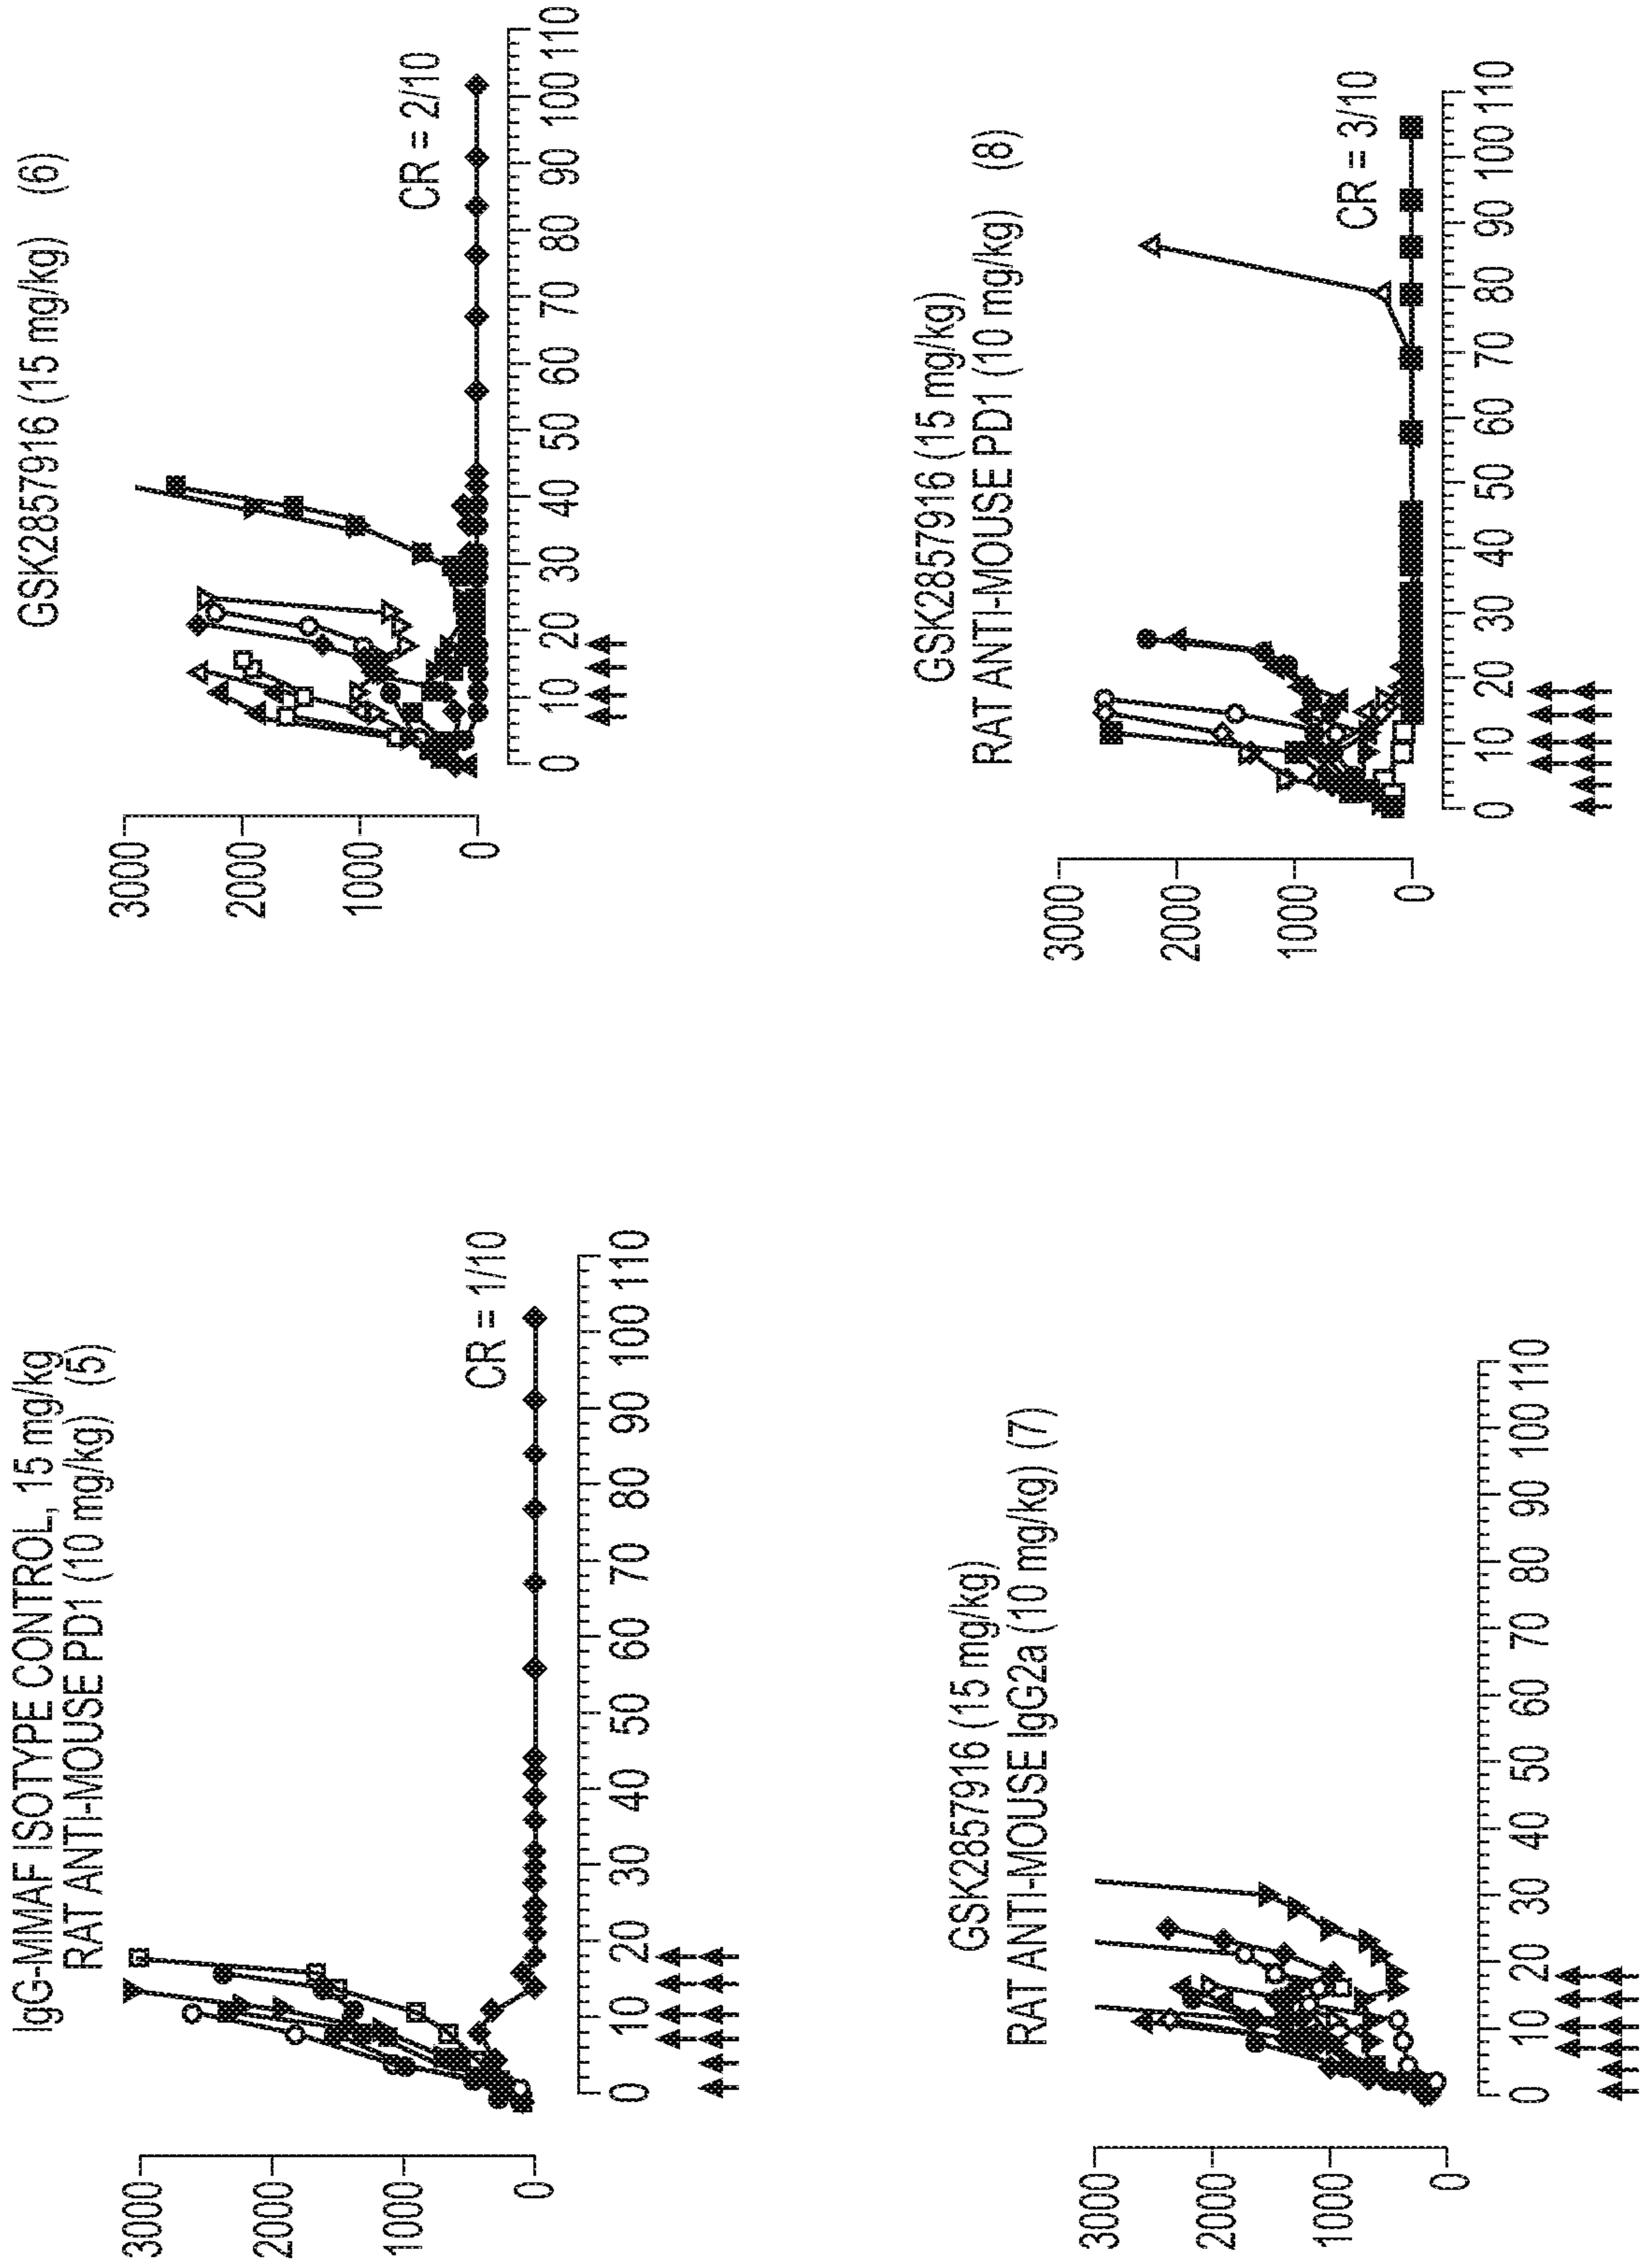 IgG-MMAF ISOTYPE CONTROL, 15 mg/kg
RAT ANTI-MOUSE PD1 (10 mg/kg) (5)
3000
2000
1000
0
CR = 1/10
0 10 20 30 40 50 60 70 80 90 100 110
GSK2857916 (15 mg/kg) (6)
3000
2000
1000
0
CR = 2/10
0 10 20 30 40 50 60 70 80 90 100 110
GSK2857916 (15 mg/kg)
RAT ANTI-MOUSE IgG2a (10 mg/kg) (7)
3000
2000
1000
0
0 10 20 30 40 50 60 70 80 90 100 110
GSK2857916 (15 mg/kg)
RAT ANTI-MOUSE PD1 (10 mg/kg) (8)
3000
2000
1000
0
CR = 3/10
0 10 20 30 40 50 60 70 80 90 100 110